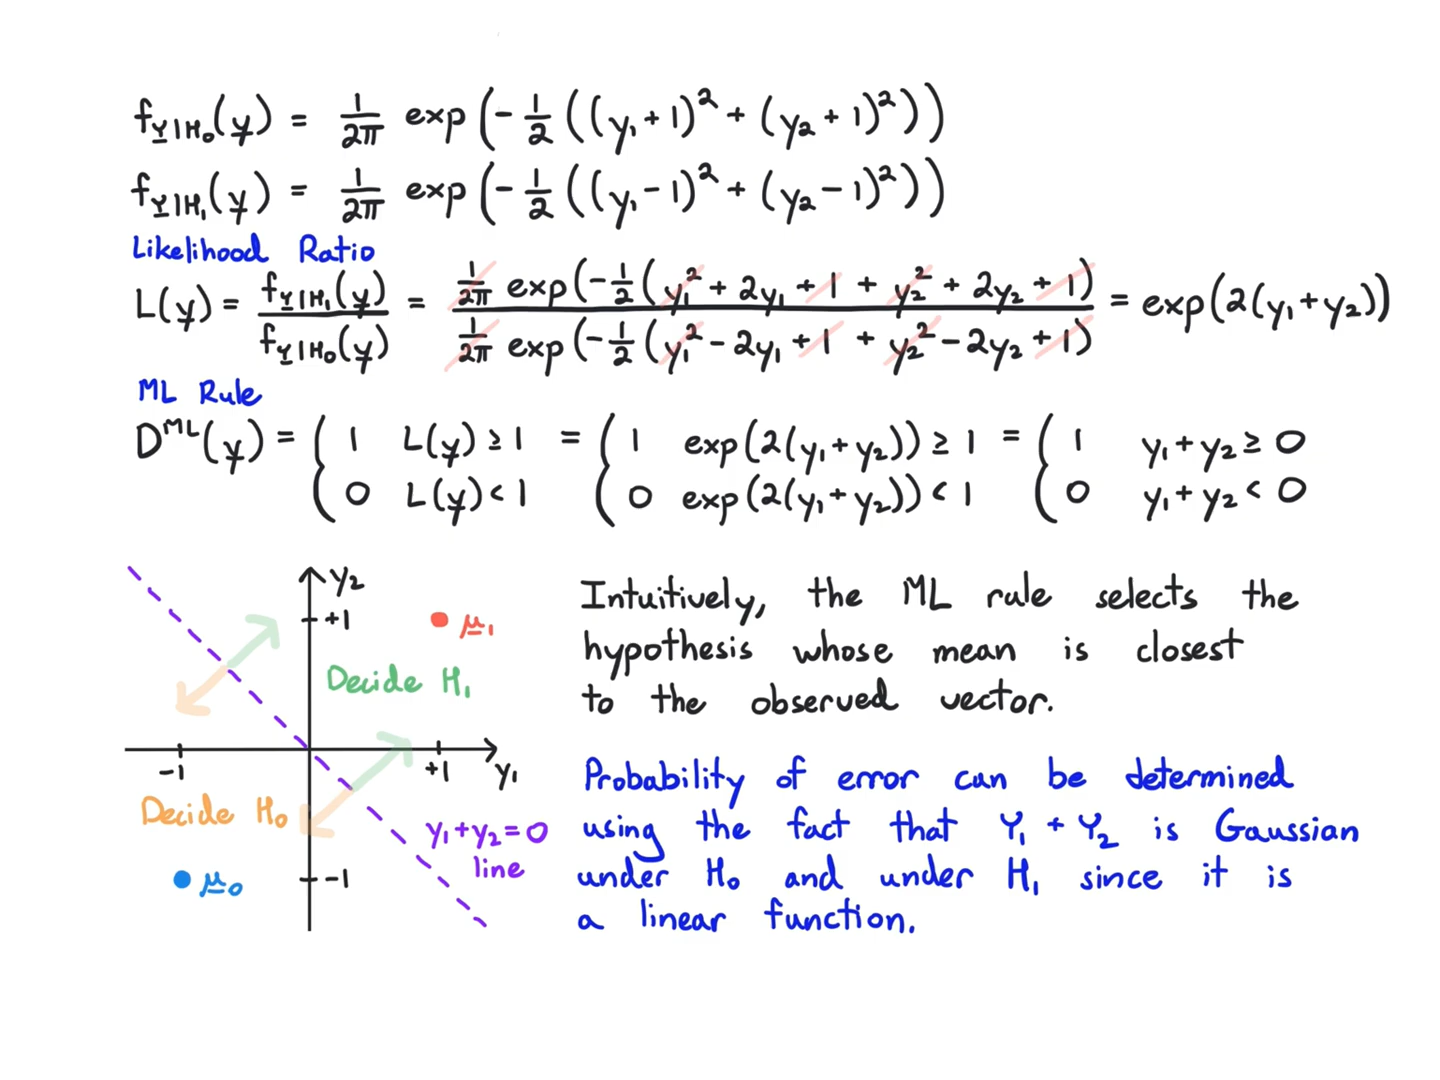 f_{Y|H₀}(y) = 1/2π exp(-1/2((y₁+1)² + (y₂+1)²))
f_{Y|H₁}(y) = 1/2π exp(-1/2((y₁-1)² + (y₂-1)²))
Likelihood Ratio
L(y) = f_{Y|H₁}(y)/f_{Y|H₀}(y) = (1/2π exp(-1/2(y₁² + 2y₁ + 1 + y₂² + 2y₂ + 1))/(1/2π exp(-1/2(y₁² - 2y₁ + 1 + y₂² - 2y₂ + 1)) = exp(2(y₁+y₂))
ML Rule
D^{ML}(y) = { 1 L(y) ≥ 1 = { 1 exp(2(y₁+y₂)) ≥ 1 = { 1 y₁+y₂ ≥ 0
0 L(y) < 1 0 exp(2(y₁+y₂)) < 1 0 y₁+y₂ < 0
y₂
+1
μ₁
Decide H₁
-1
+1
y₁
Decide H₀
y₁+y₂=0
line
μ₀
-1
Intuitively, the ML rule selects the
hypothesis whose mean is closest
to the observed vector.
Probability of error can be determined
using the fact that Y₁ + Y₂ is Gaussian
under H₀ and under H₁ since it is
a linear function.